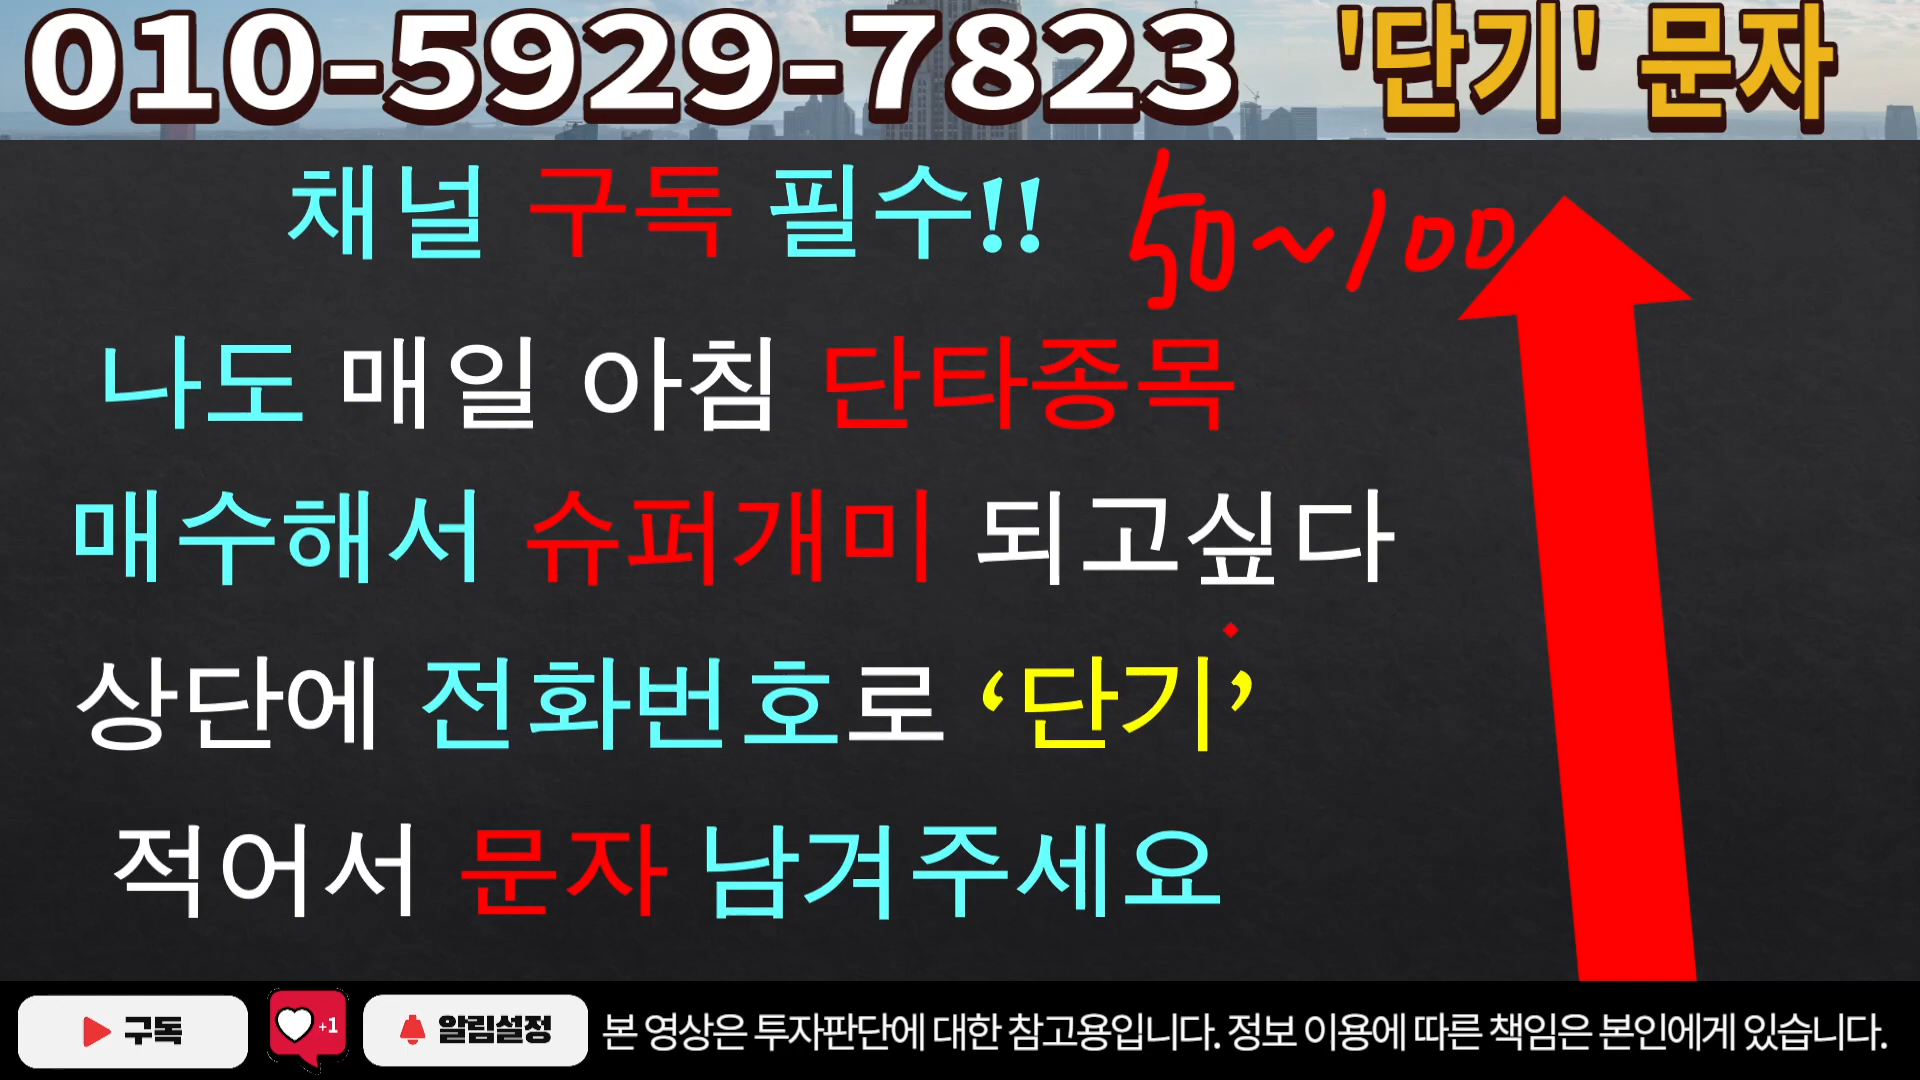 010-5929-7823 '단기' 문자
채널 구독 필수!! 50~100
나도 매일 아침 단타종목
매수해서 슈퍼개미 되고싶다
상단에 전화번호로 ‘단기’
적어서 문자 남겨주세요
구독 +1 알림설정 본 영상은 투자판단에 대한 참고용입니다. 정보 이용에 따른 책임은 본인에게 있습니다.